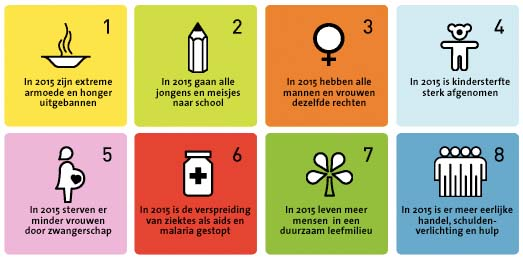 1
In 2015 zijn extreme
armoede en honger
uitgebannen
2
In 2015 gaan alle
jongens en meisjes
naar school
3
In 2015 hebben alle
mannen en vrouwen
dezelfde rechten
4
In 2015 is kindersterfte
sterk afgenomen
5
In 2015 sterven er
minder vrouwen
door zwangerschap
6
In 2015 is de verspreiding
van ziektes als aids en
malaria gestopt
7
In 2015 leven meer
mensen in een
duurzaam leefmilieu
8
In 2015 is er meer eerlijke
handel, schulden-
verlichting en hulp